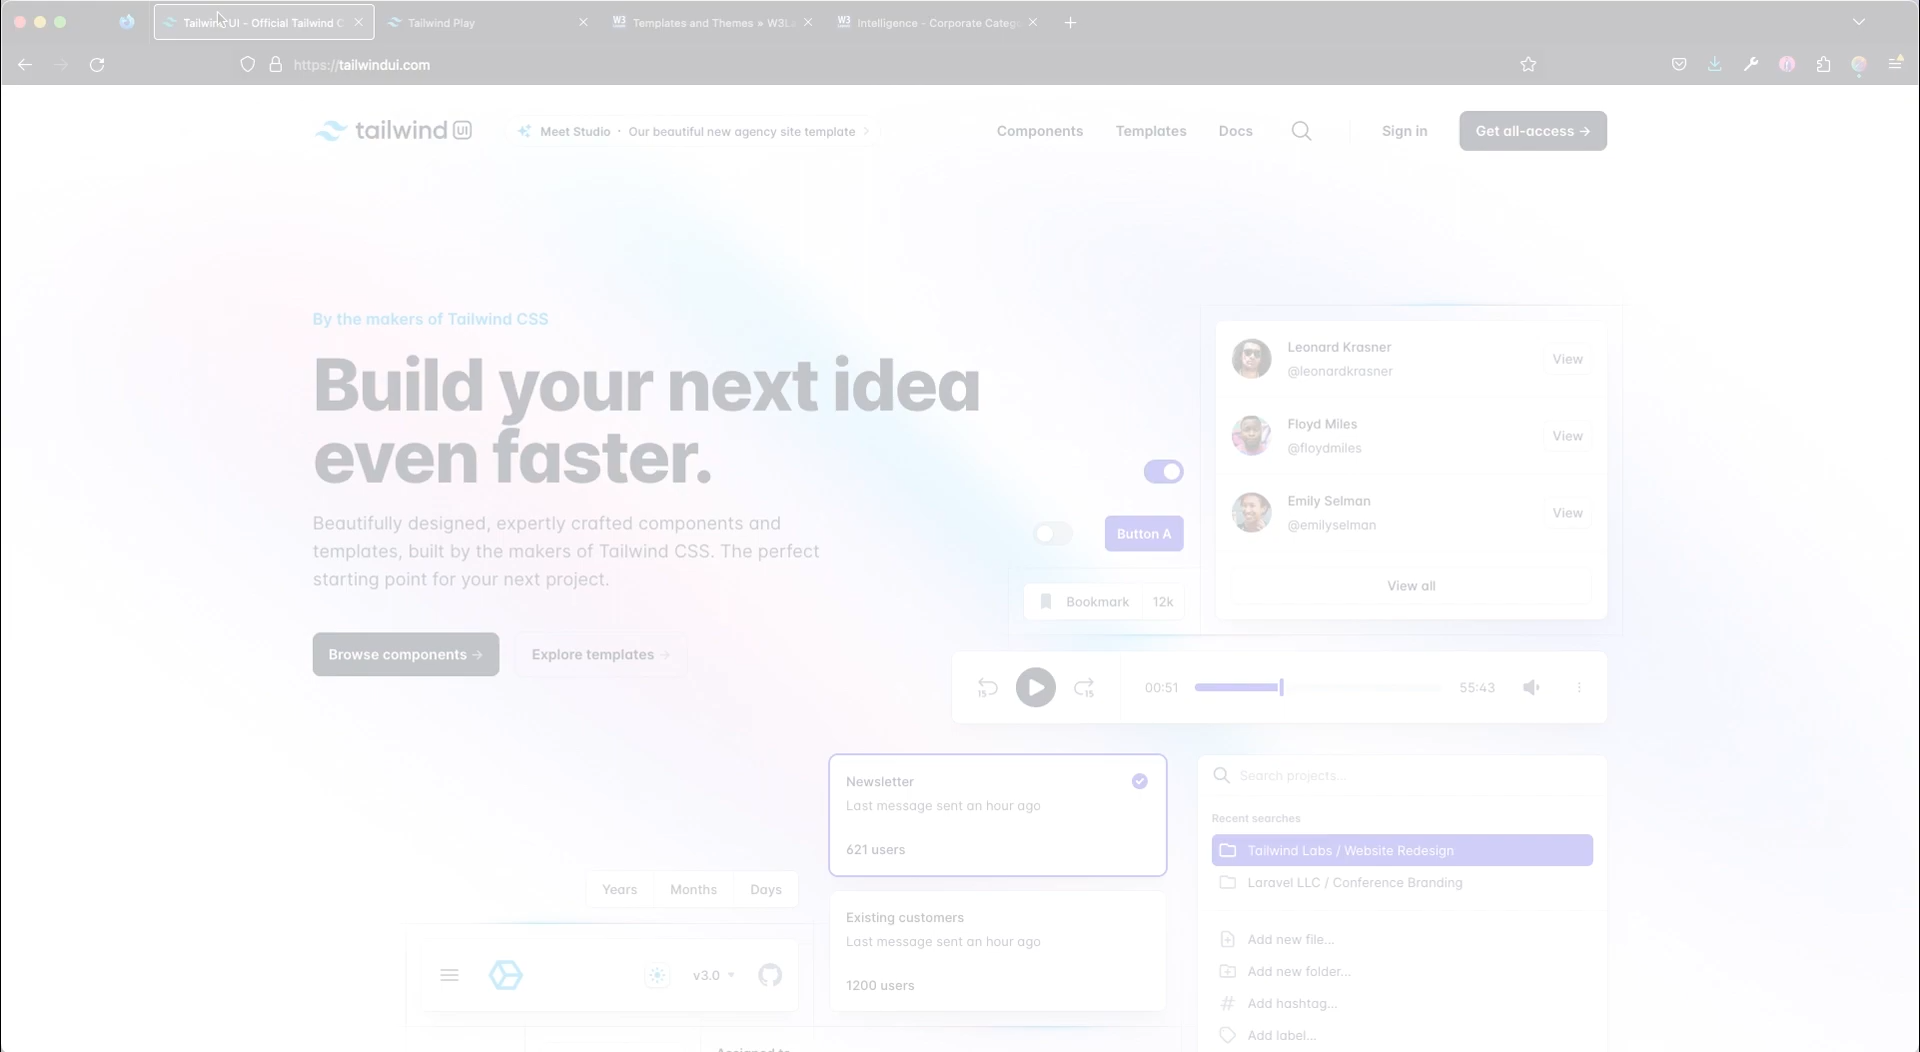 Tailwind UI - Official Tailwind C
Tailwind Play
W3 Templates and Themes » W3L
W3 Intelligence - Corporate Categ
https://tailwindui.com
tailwind UI
Meet Studio · Our beautiful new agency site template
Components
Templates
Docs
Sign in
Get all-access →
By the makers of Tailwind CSS
Build your next idea
even faster.
Beautifully designed, expertly crafted components and
templates, built by the makers of Tailwind CSS. The perfect
starting point for your next project.
Browse components →
Explore templates →
Leonard Krasner
@leonardkrasner
View
Floyd Miles
@floydmiles
View
Emily Selman
@emilyselman
View
View all
Button A
Bookmark
12k
15
15
00:51
55:43
Newsletter
Last message sent an hour ago
621 users
Existing customers
Last message sent an hour ago
1200 users
Search projects...
Recent searches
Tailwind Labs / Website Redesign
Laravel LLC / Conference Branding
Add new file...
Add new folder...
Add hashtag...
Add label...
Years
Months
Days
v3.0
Assigned to